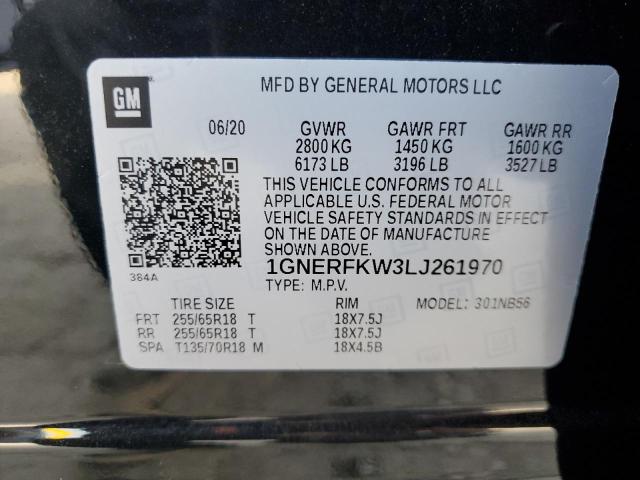 GM
MFD BY GENERAL MOTORS LLC
06/20 GVWR GAWR FRT GAWR RR
2800 KG 1450 KG 1600 KG
6173 LB 3196 LB 3527 LB
THIS VEHICLE CONFORMS TO ALL
APPLICABLE U.S. FEDERAL MOTOR
VEHICLE SAFETY STANDARDS IN EFFECT
ON THE DATE OF MANUFACTURE
SHOWN ABOVE.
384A
1GNERFKW3LJ261970
TYPE: M.P.V.
TIRE SIZE RIM MODEL: 301NB56
FRT 255/65R18 T 18X7.5J
RR 255/65R18 T 18X7.5J
SPA T135/70R18 M 18X4.5B